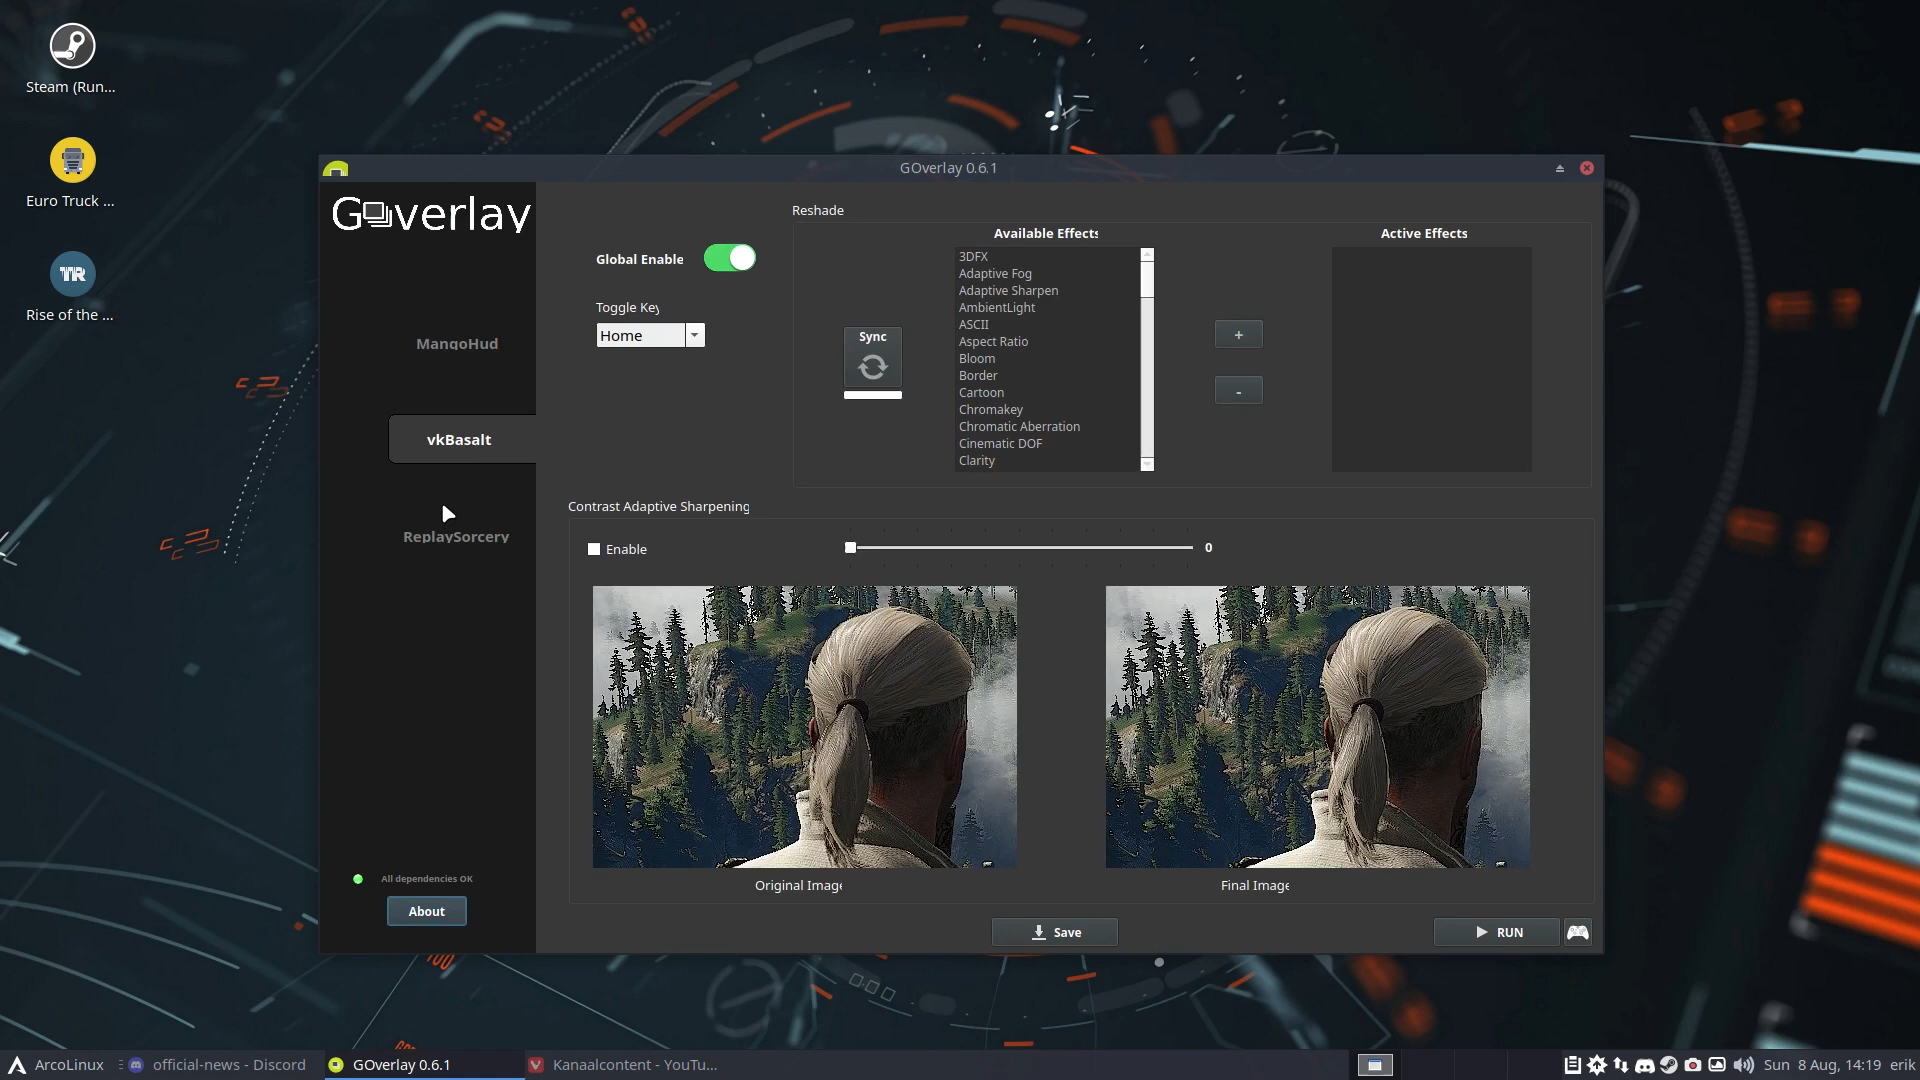 Steam (Run...
Euro Truck ...
TR
Rise of the ...
GOverlay 0.6.1
Goverlay
MangoHud
vkBasalt
ReplaySorcery
All dependencies OK
About
Global Enable
Toggle Key
Home
Reshade
Sync
Available Effects
3DFX
Adaptive Fog
Adaptive Sharpen
AmbientLight
ASCII
Aspect Ratio
Bloom
Border
Cartoon
Chromakey
Chromatic Aberration
Cinematic DOF
Clarity
+
-
Active Effects
Contrast Adaptive Sharpening
Enable
0
Original Image
Final Image
Save
RUN
ArcoLinux
official-news - Discord
GOverlay 0.6.1
Kanaalcontent - YouTu...
Sun 8 Aug, 14:19
erik